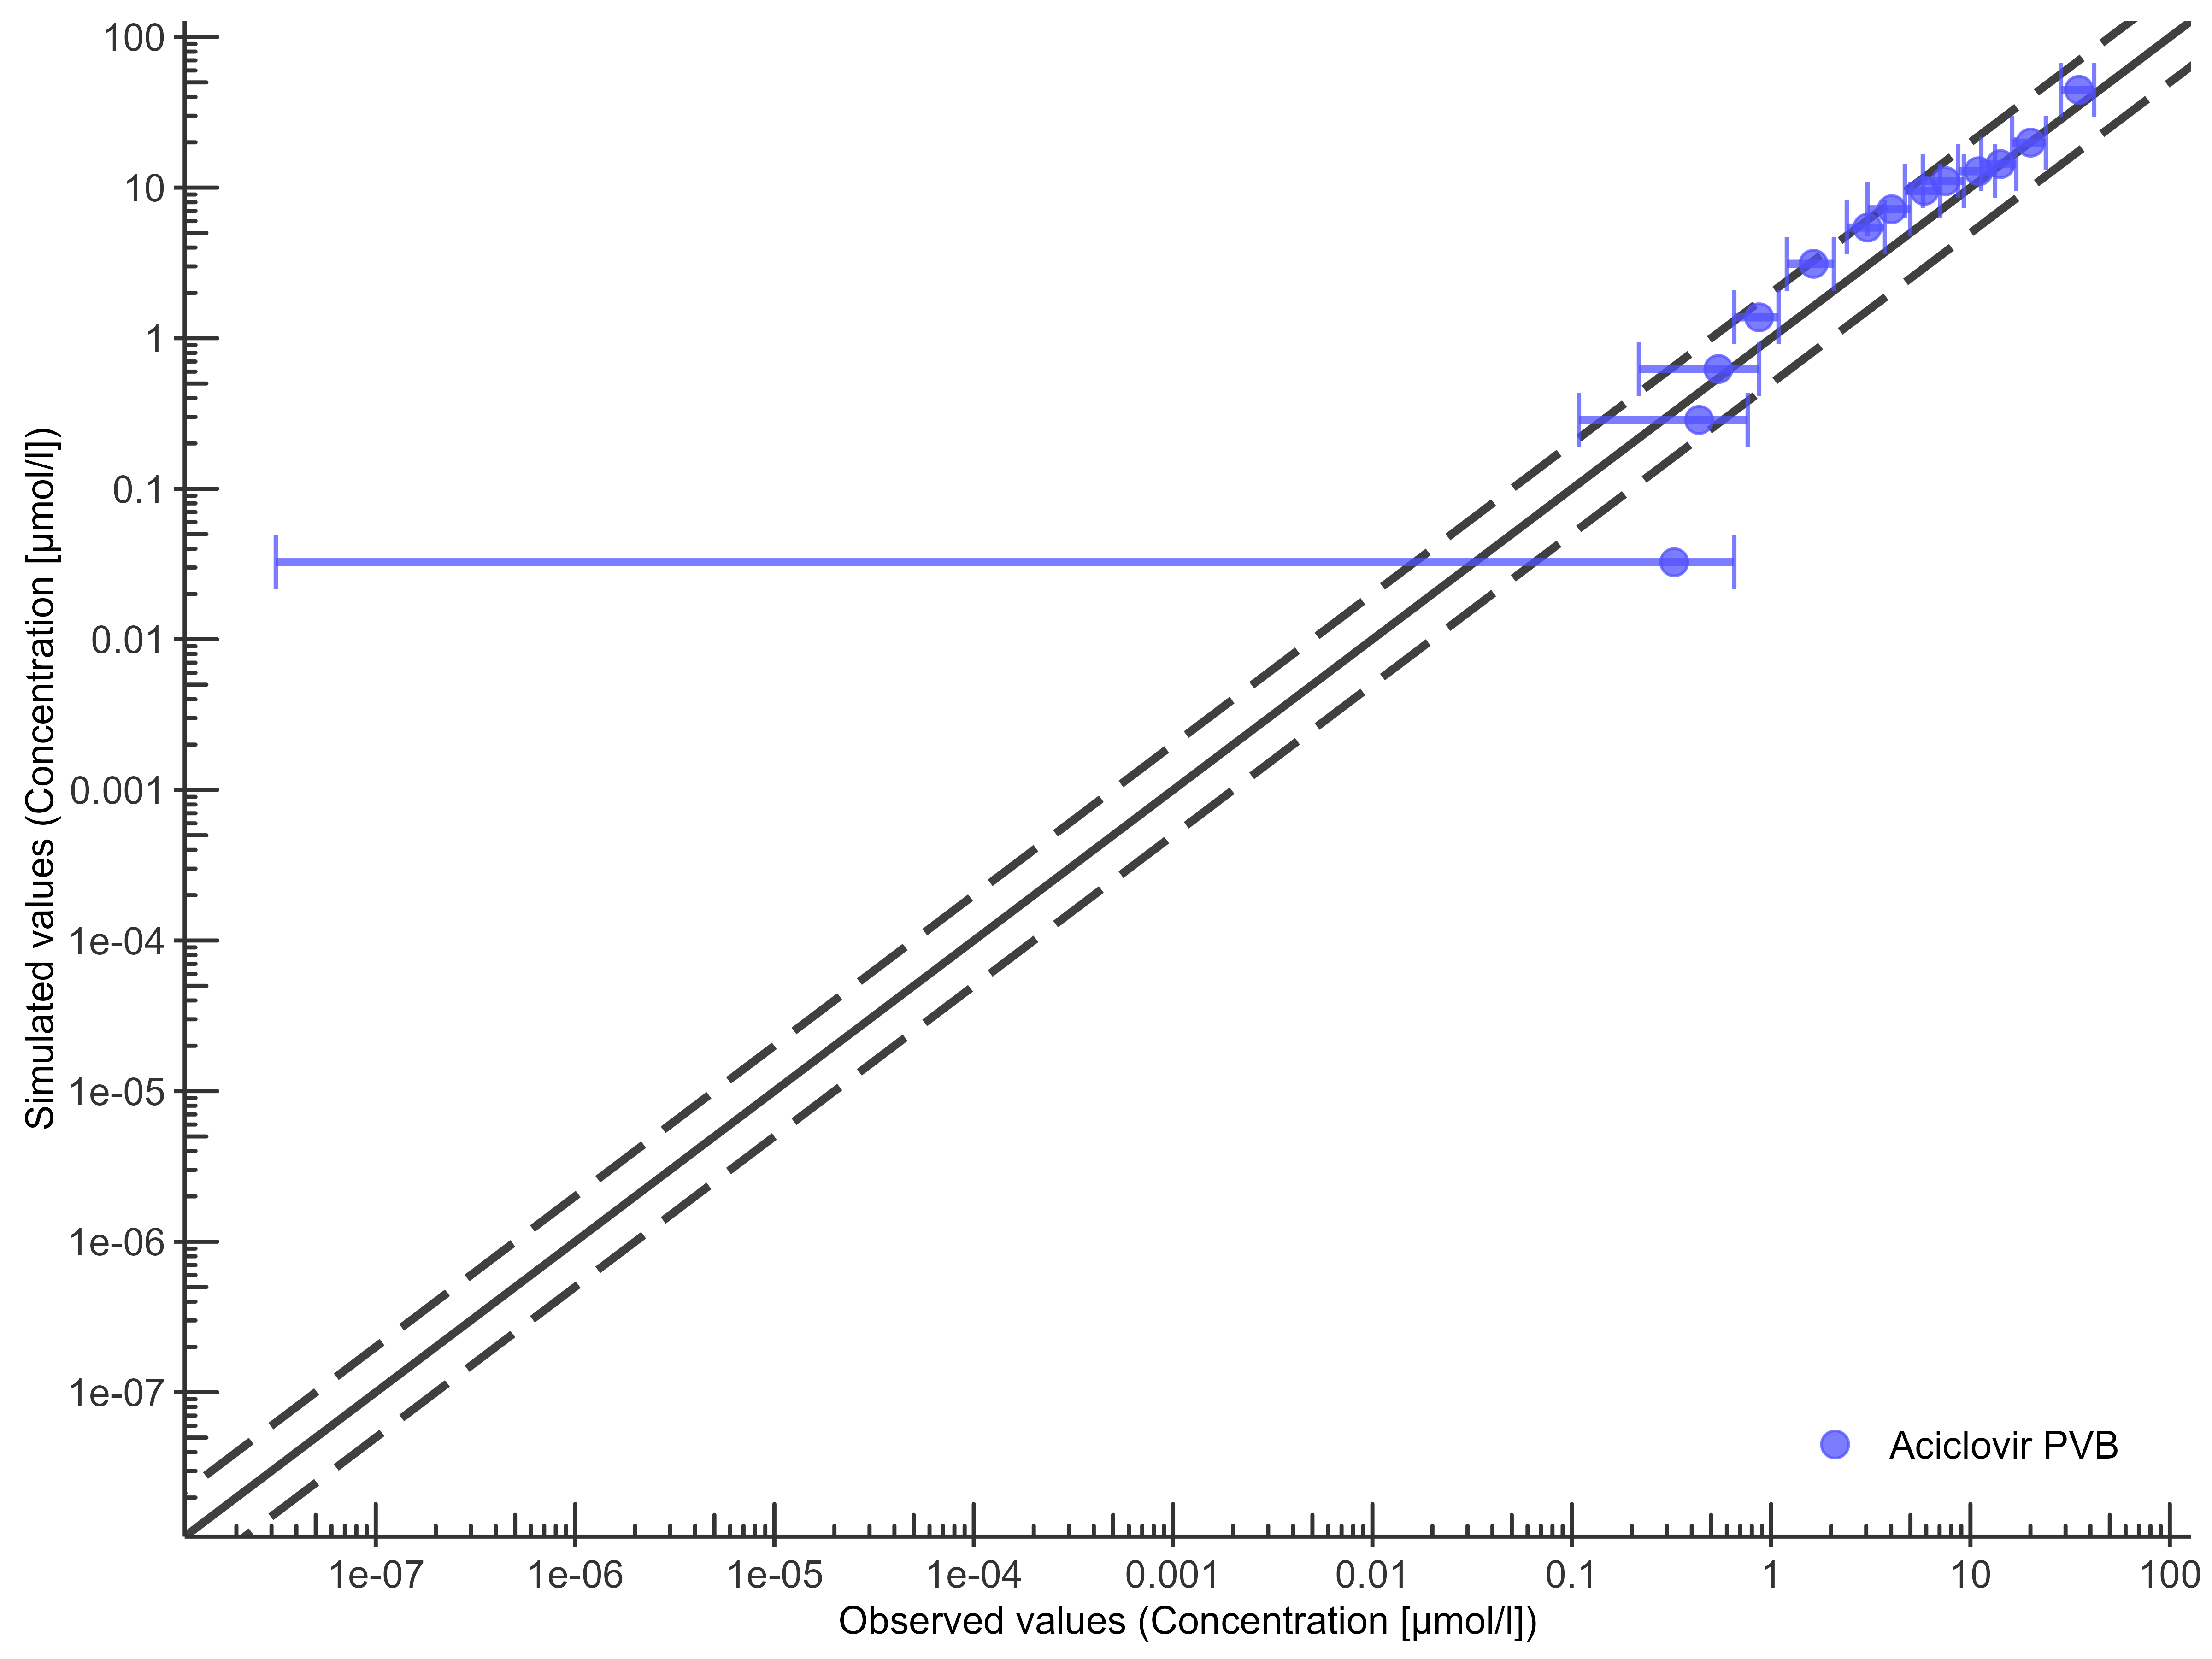 100
10
1
0.1
0.01
0.001
1e-04
1e-05
1e-06
1e-07
Simulated values (Concentration [µmol/l])
Aciclovir PVB
1e-07 1e-06 1e-05 1e-04 0.001 0.01 0.1 1 10 100
Observed values (Concentration [µmol/l])